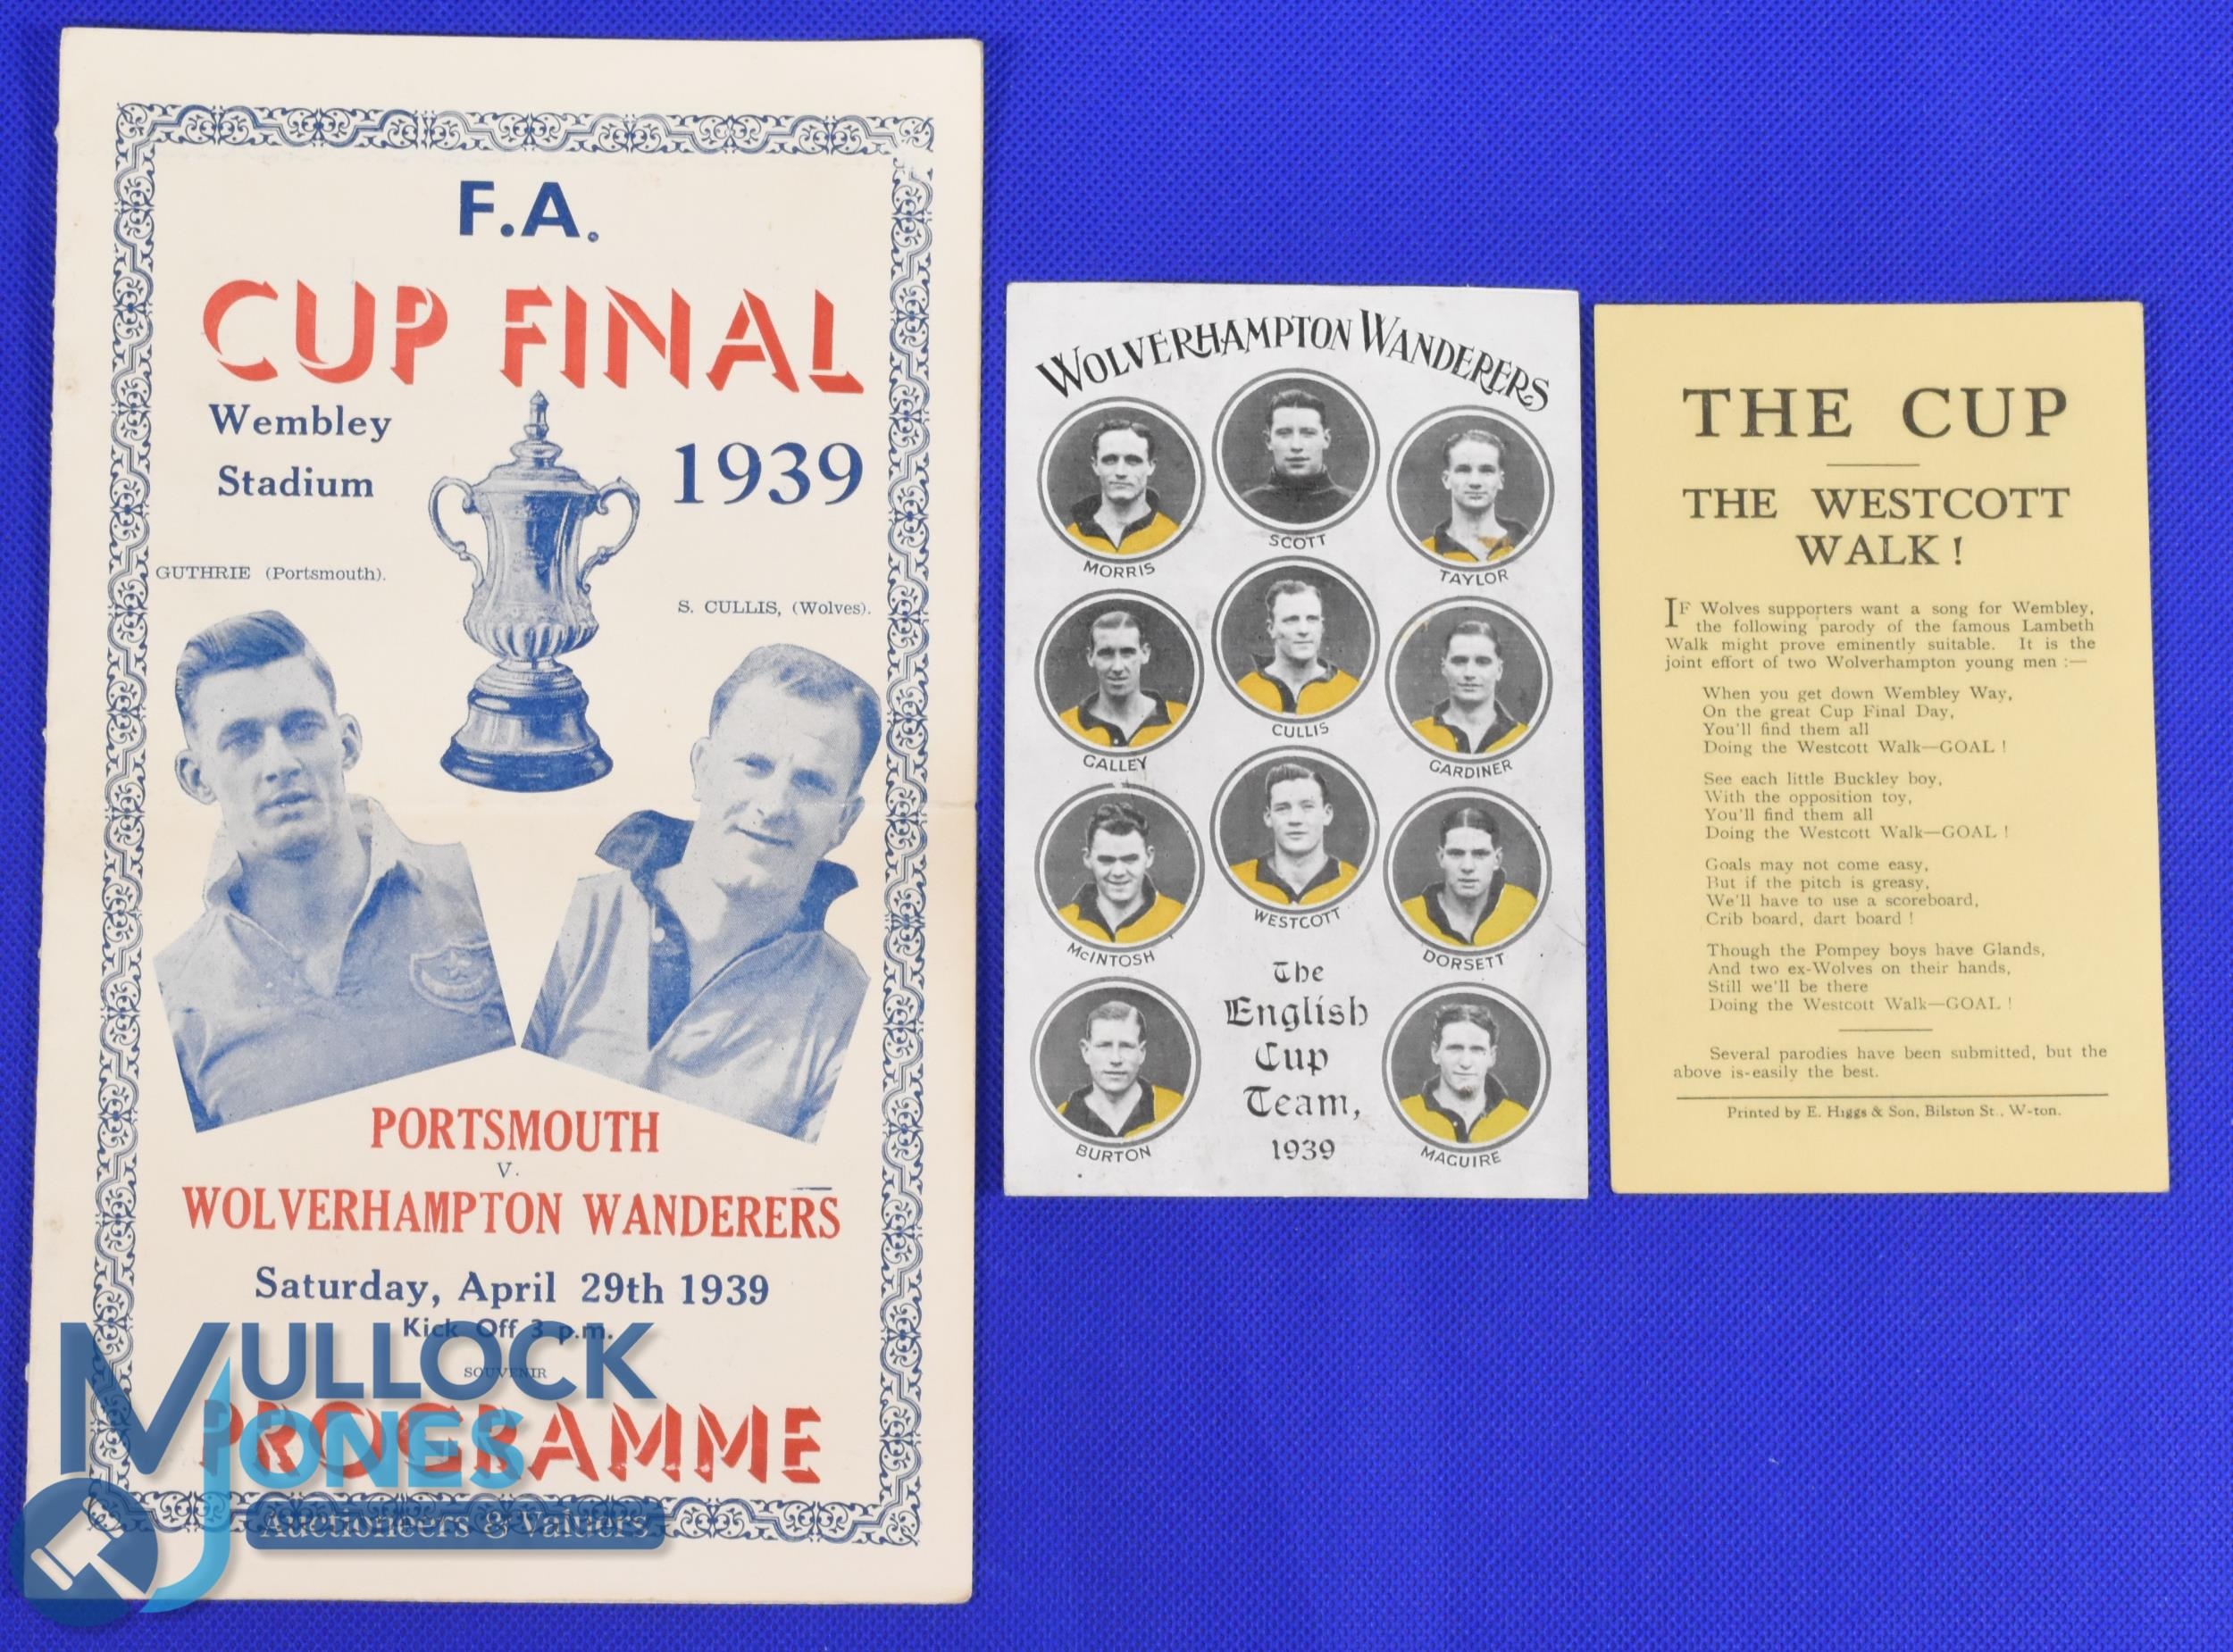 F.A.
CUP FINAL
Wembley
Stadium
1939
GUTHRIE (Portsmouth).
S. CULLIS, (Wolves).
PORTSMOUTH
V.
WOLVERHAMPTON WANDERERS
Saturday, April 29th 1939
Kick Off 3 p.m.
SOUVENIR
PROGRAMME
MULLOCK
JONES
Auctioneers & Valuers
WOLVERHAMPTON WANDERERS
MORRIS
SCOTT
TAYLOR
GALLEY
CULLIS
GARDINER
McINTOSH
WESTCOTT
DORSETT
BURTON
The
English
Cup
Team,
1939
MAGUIRE
THE CUP
THE WESTCOTT
WALK !
IF Wolves supporters want a song for Wembley,
the following parody of the famous Lambeth
Walk might prove eminently suitable. It is the
joint effort of two Wolverhampton young men :—
When you get down Wembley Way,
On the great Cup Final Day,
You'll find them all
Doing the Westcott Walk—GOAL !
See each little Buckley boy,
With the opposition toy,
You'll find them all
Doing the Westcott Walk—GOAL !
Goals may not come easy,
But if the pitch is greasy,
We'll have to use a scoreboard,
Crib board, dart board !
Though the Pompey boys have Glands,
And two ex-Wolves on their hands,
Still we'll be there
Doing the Westcott Walk—GOAL !
Several parodies have been submitted, but the
above is-easily the best.
Printed by E. Higgs & Son, Bilston St., W-ton.